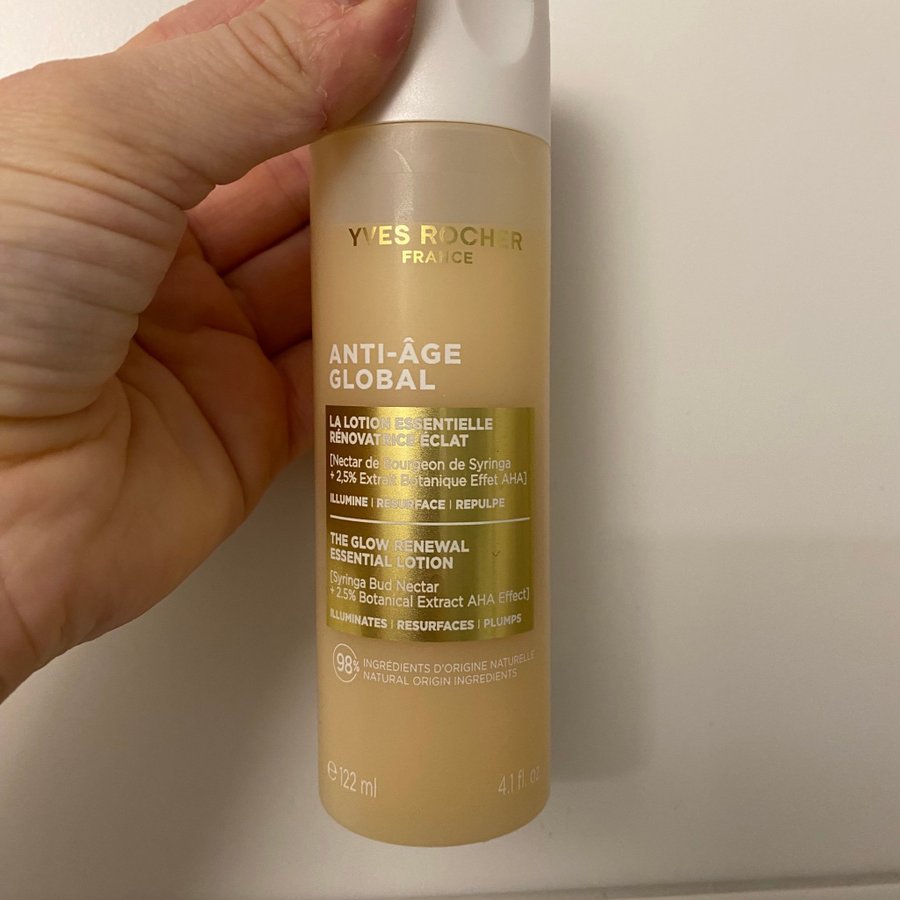 YVES ROCHER
FRANCE
ANTI-ÂGE
GLOBAL
LA LOTION ESSENTIELLE
RÉNOVATRICE ÉCLAT
[Nectar de Bourgeon de Syringa
+ 2,5% Extrait Botanique Effet AHA]
ILLUMINE | RESURFACE | REPULPE
THE GLOW RENEWAL
ESSENTIAL LOTION
[Syringa Bud Nectar
+ 2.5% Botanical Extract AHA Effect]
ILLUMINATES | RESURFACES | PLUMPS
98% INGRÉDIENTS D'ORIGINE NATURELLE
NATURAL ORIGIN INGREDIENTS
℮ 122 ml 4.1 fl. oz